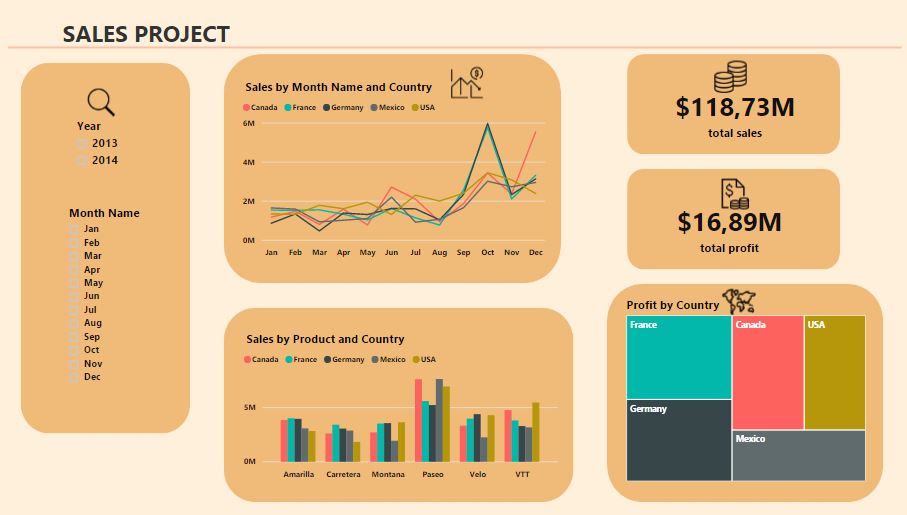 SALES PROJECT
Year
2013
2014
Month Name
Jan
Feb
Mar
Apr
May
Jun
Jul
Aug
Sep
Oct
Nov
Dec
Sales by Month Name and Country
Canada France Germany Mexico USA
6M
4M
2M
0M
Jan Feb Mar Apr May Jun Jul Aug Sep Oct Nov Dec
Sales by Product and Country
Canada France Germany Mexico USA
5M
0M
Amarilla Carretera Montana Paseo Velo VTT
$118,73M
total sales
$16,89M
total profit
Profit by Country
France Canada USA
Germany
Mexico